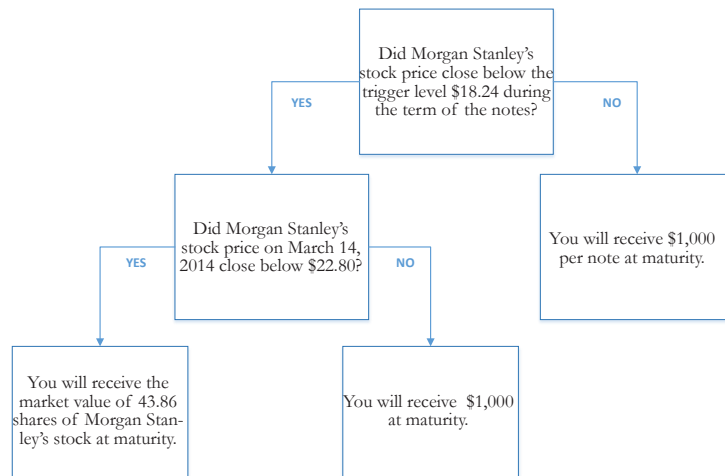 Did Morgan Stanley's
stock price close below the
trigger level $18.24 during
the term of the notes?
YES
NO
Did Morgan Stanley's
stock price on March 14,
2014 close below $22.80?
You will receive $1,000
per note at maturity.
YES
NO
You will receive the
market value of 43.86
shares of Morgan Stan-
ley's stock at maturity.
You will receive $1,000
at maturity.